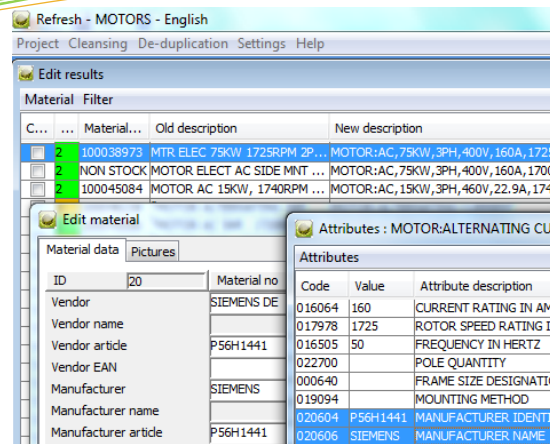 Refresh - MOTORS - English
Project Cleansing De-duplication Settings Help
Edit results
Material Filter
C... ... Material... Old description New description
2 100038973 MTR ELEC 75KW 1725RPM 2P... MOTOR:AC,75KW,3PH,400V,160A,1725
2 NON STOCK MOTOR ELECT AC SIDE MNT ... MOTOR:AC,75KW,3PH,400V,160A,1700
2 100045084 MOTOR AC 15KW, 1740RPM ... MOTOR:AC,15KW,3PH,460V,22.9A,174
Edit material
Material data Pictures
ID 20 Material no
Vendor SIEMENS DE
Vendor name
Vendor article P56H1441
Vendor EAN
Manufacturer SIEMENS
Manufacturer name
Manufacturer article P56H1441
Attributes : MOTOR:ALTERNATING CU
Attributes
Code Value Attribute description
016064 160 CURRENT RATING IN AM
017978 1725 ROTOR SPEED RATING I
016505 50 FREQUENCY IN HERTZ
022700 POLE QUANTITY
000640 FRAME SIZE DESIGNATI
019094 MOUNTING METHOD
020604 P56H1441 MANUFACTURER IDENTI
020606 SIEMENS MANUFACTURER NAME